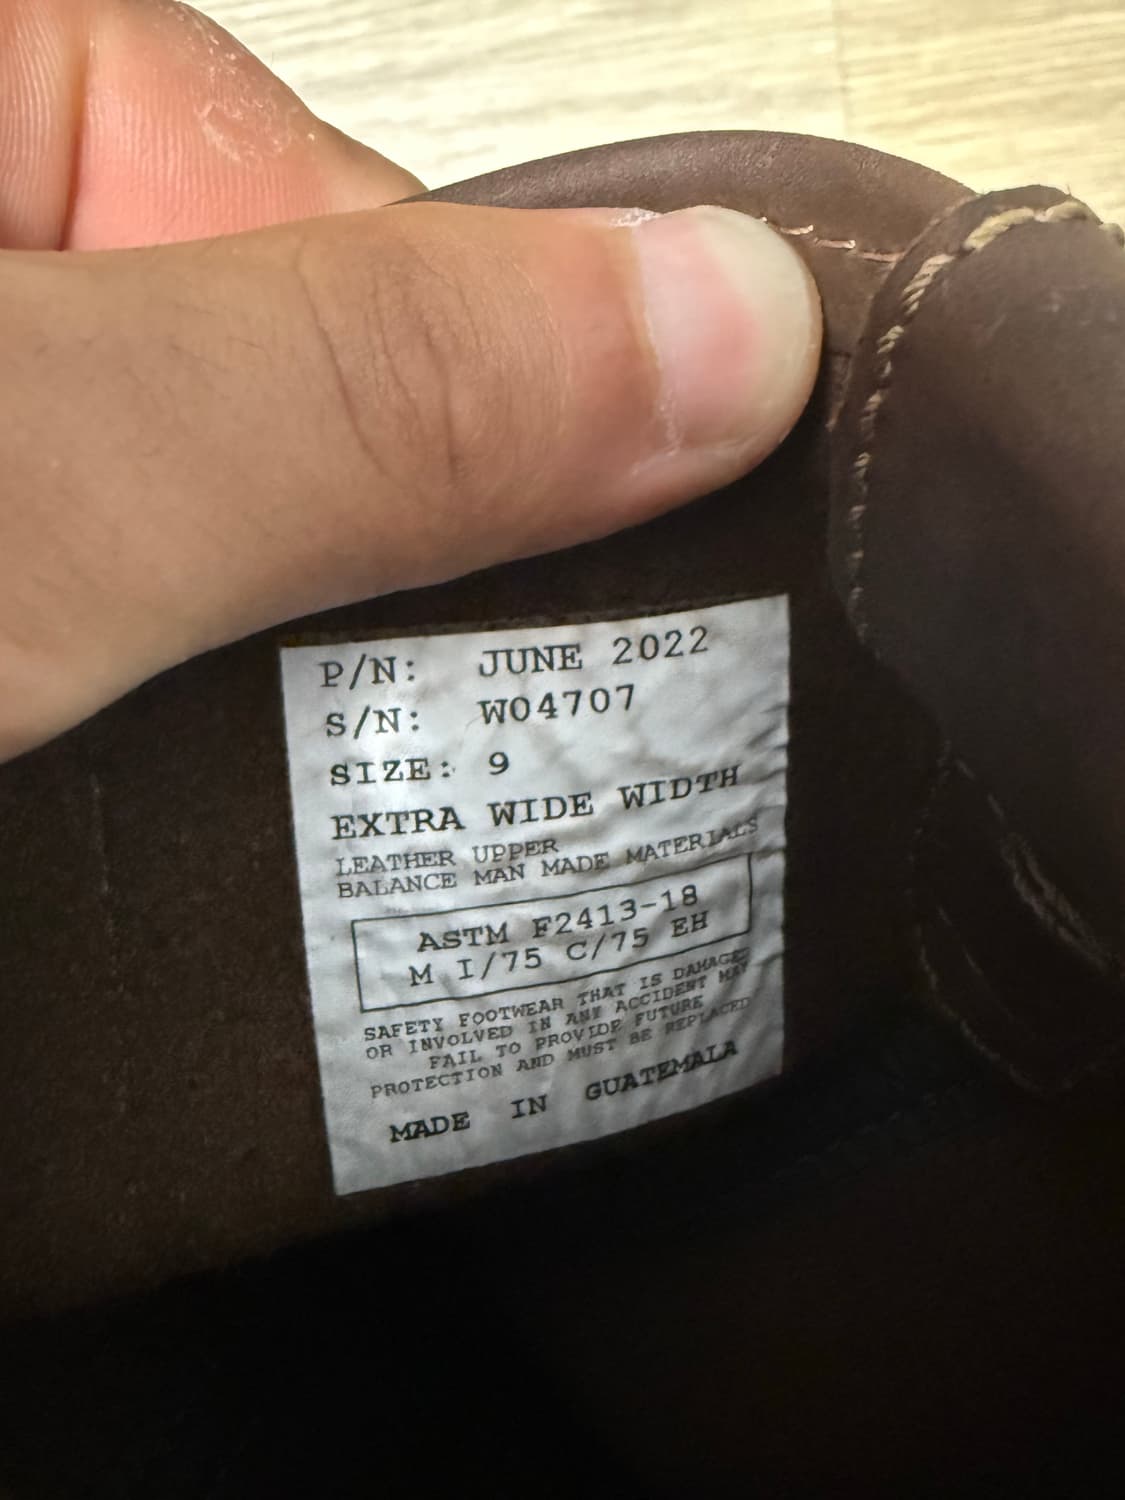 P/N: JUNE 2022
S/N: W04707
SIZE: 9
EXTRA WIDE WIDTH
LEATHER UPPER
BALANCE MAN MADE MATERIALS
ASTM F2413-18
M I/75 C/75 EH
SAFETY FOOTWEAR THAT IS DAMAGED
OR INVOLVED IN ANY ACCIDENT MAY
FAIL TO PROVIDE FUTURE
PROTECTION AND MUST BE REPLACED
MADE IN GUATEMALA